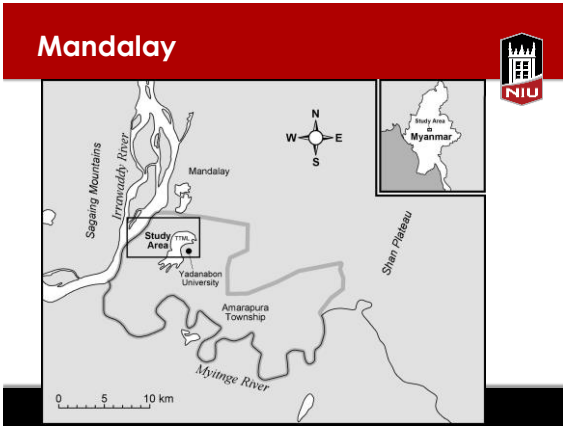 Mandalay
NIU
N
W
E
S
Study Area
Myanmar
Sagaing Mountains
Irrawaddy River
Mandalay
Study
Area
TTML
Yadanabon
University
Shan Plateau
Amarapura
Township
Myitnge River
0 5 10 km